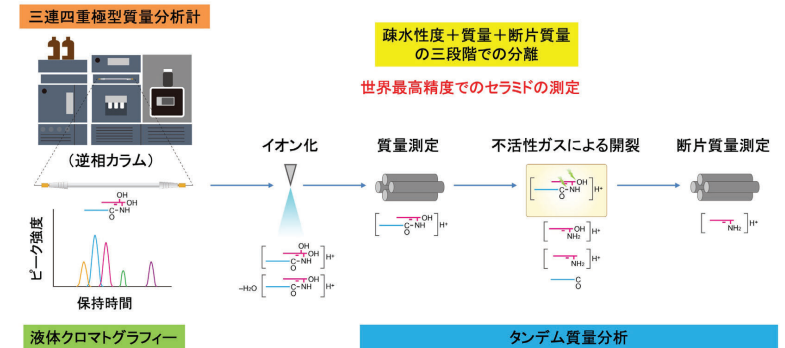 三連四重極型質量分析計
疎水性度＋質量＋断片質量
の三段階での分離
世界最高精度でのセラミドの測定
(逆相カラム)
イオン化
質量測定
不活性ガスによる開裂
断片質量測定
OH
OH
C-NH
O
ピーク強度
保持時間
OH
OH
C-NH
O
H⁺
–H₂O
OH
C-NH
O
H⁺
OH
C-NH
O
H⁺
OH
C-NH
O
H⁺
OH
NH₂
H⁺
NH₂
H⁺
C
O
NH₂
H⁺
液体クロマトグラフィー
タンデム質量分析